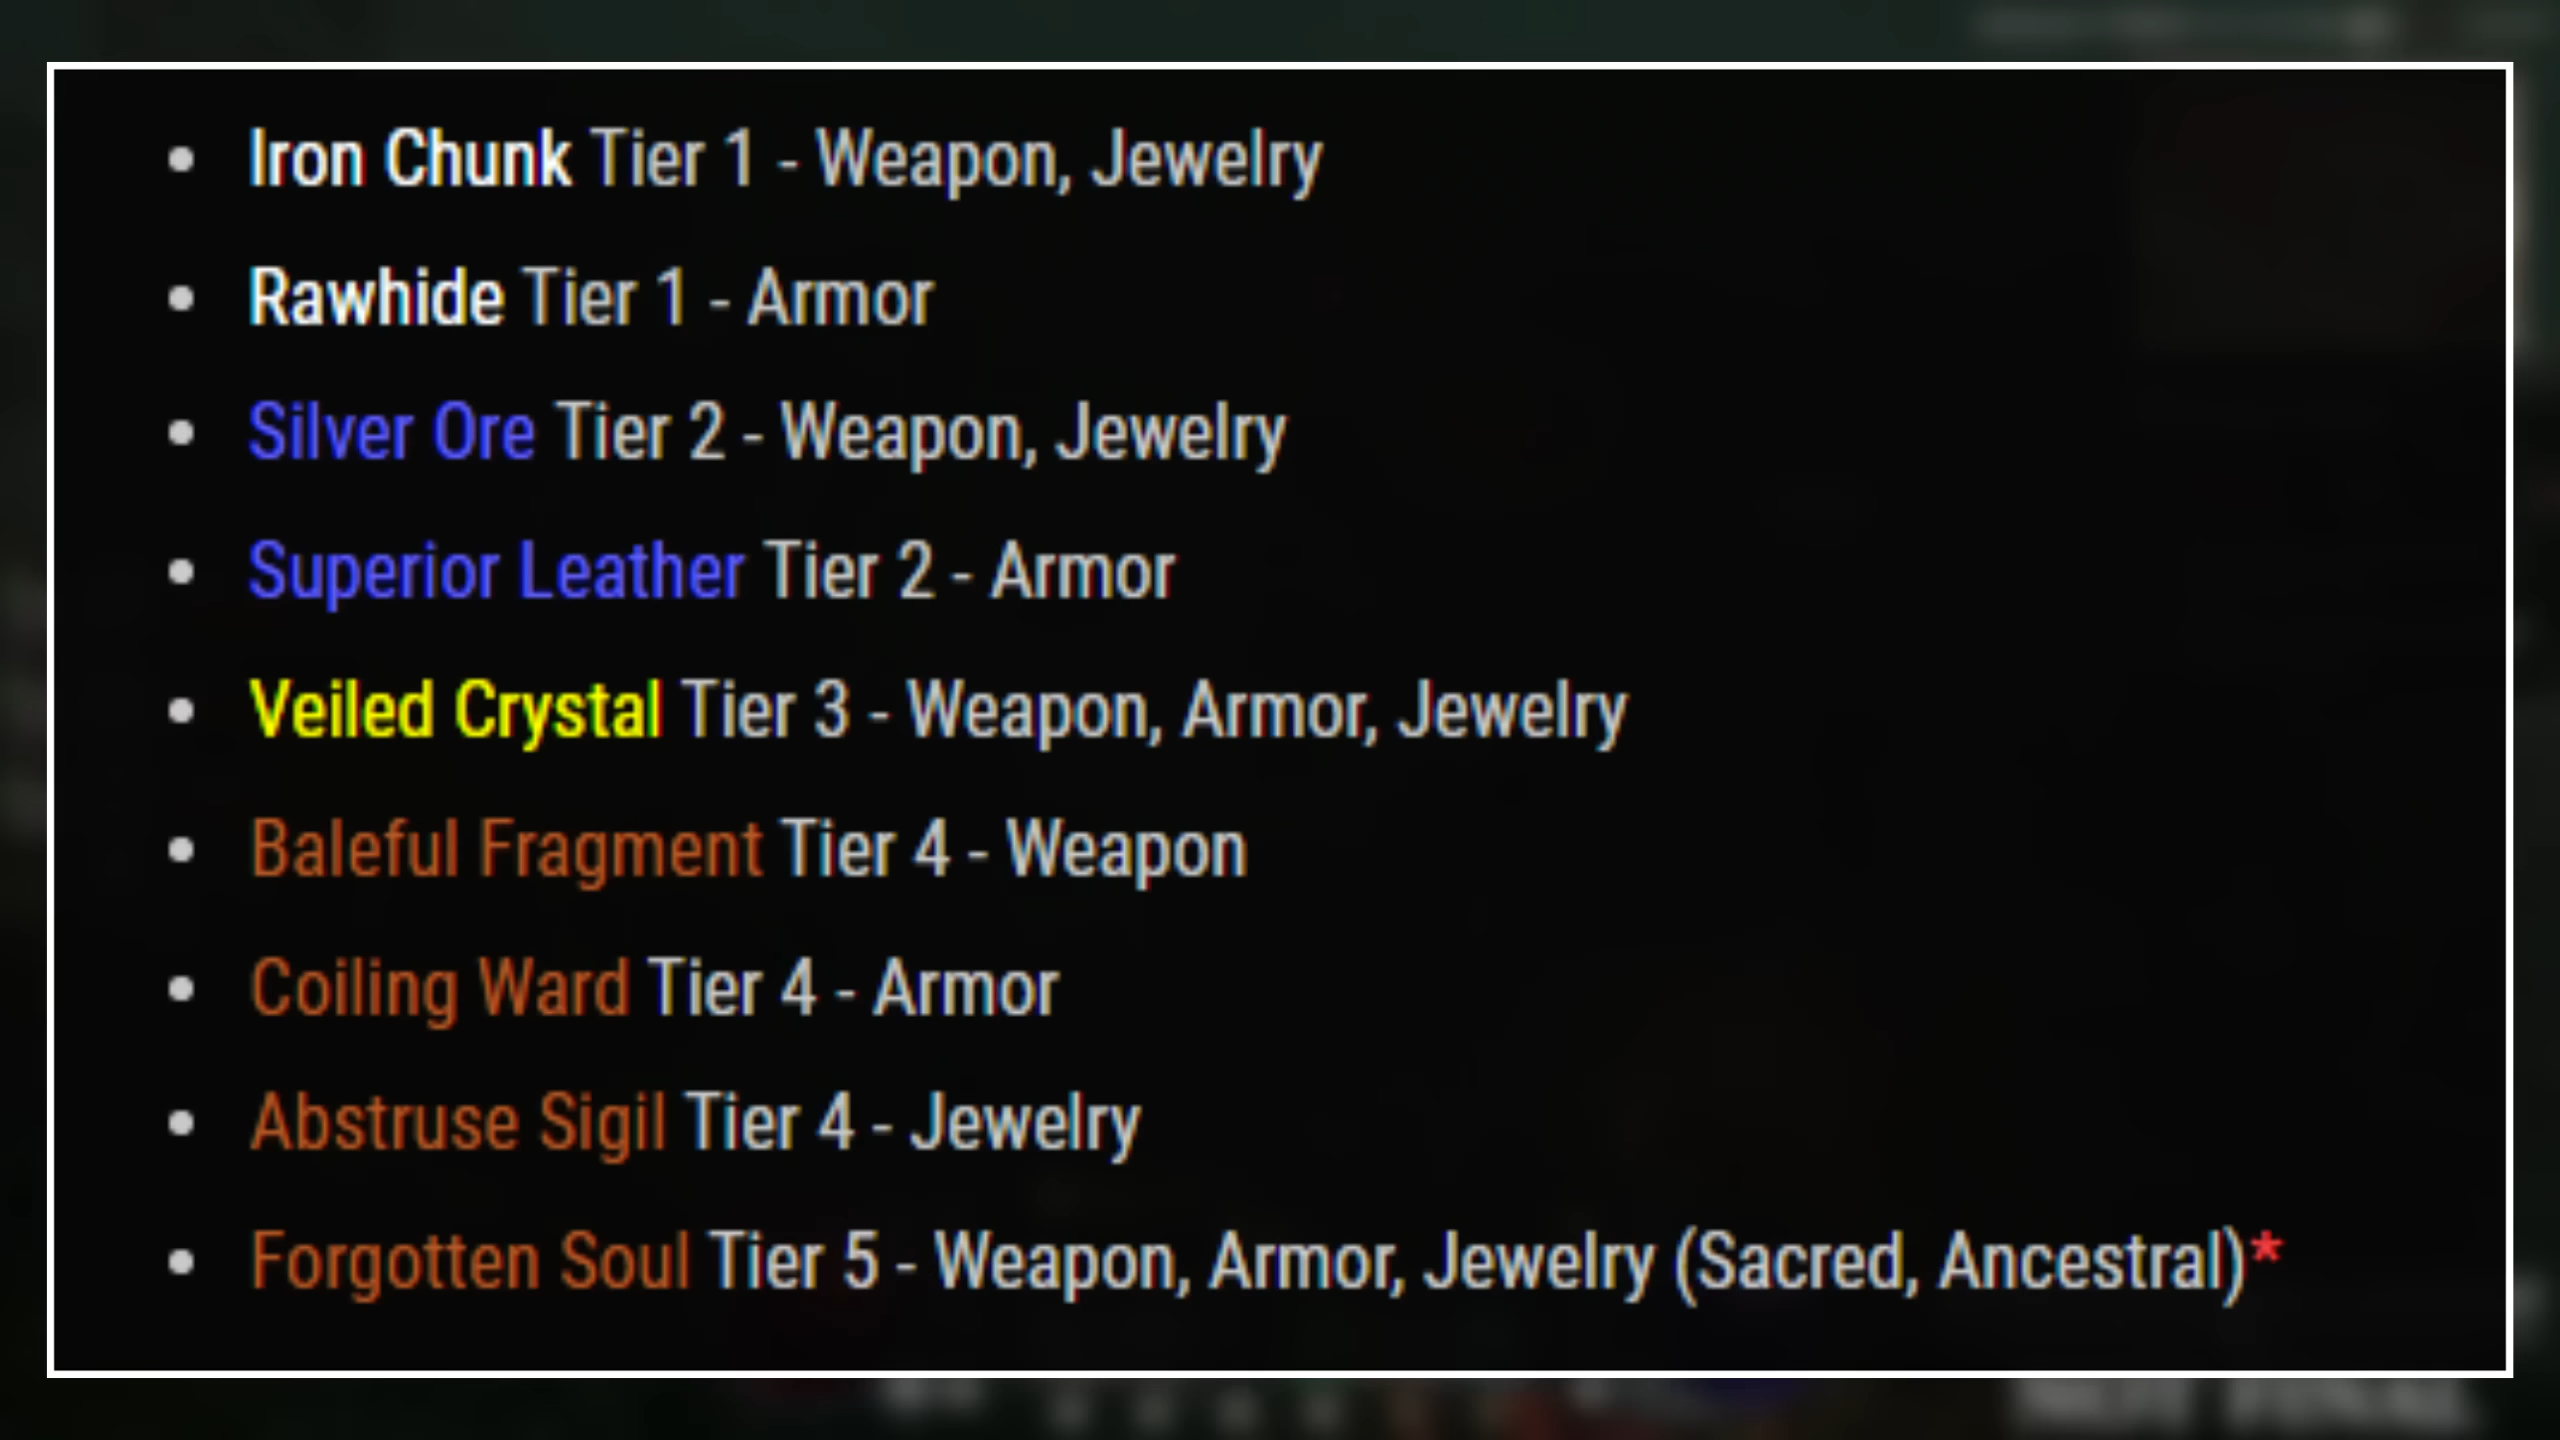 • Iron Chunk Tier 1 - Weapon, Jewelry
• Rawhide Tier 1 - Armor
• Silver Ore Tier 2 - Weapon, Jewelry
• Superior Leather Tier 2 - Armor
• Veiled Crystal Tier 3 - Weapon, Armor, Jewelry
• Baleful Fragment Tier 4 - Weapon
• Coiling Ward Tier 4 - Armor
• Abstruse Sigil Tier 4 - Jewelry
• Forgotten Soul Tier 5 - Weapon, Armor, Jewelry (Sacred, Ancestral)*